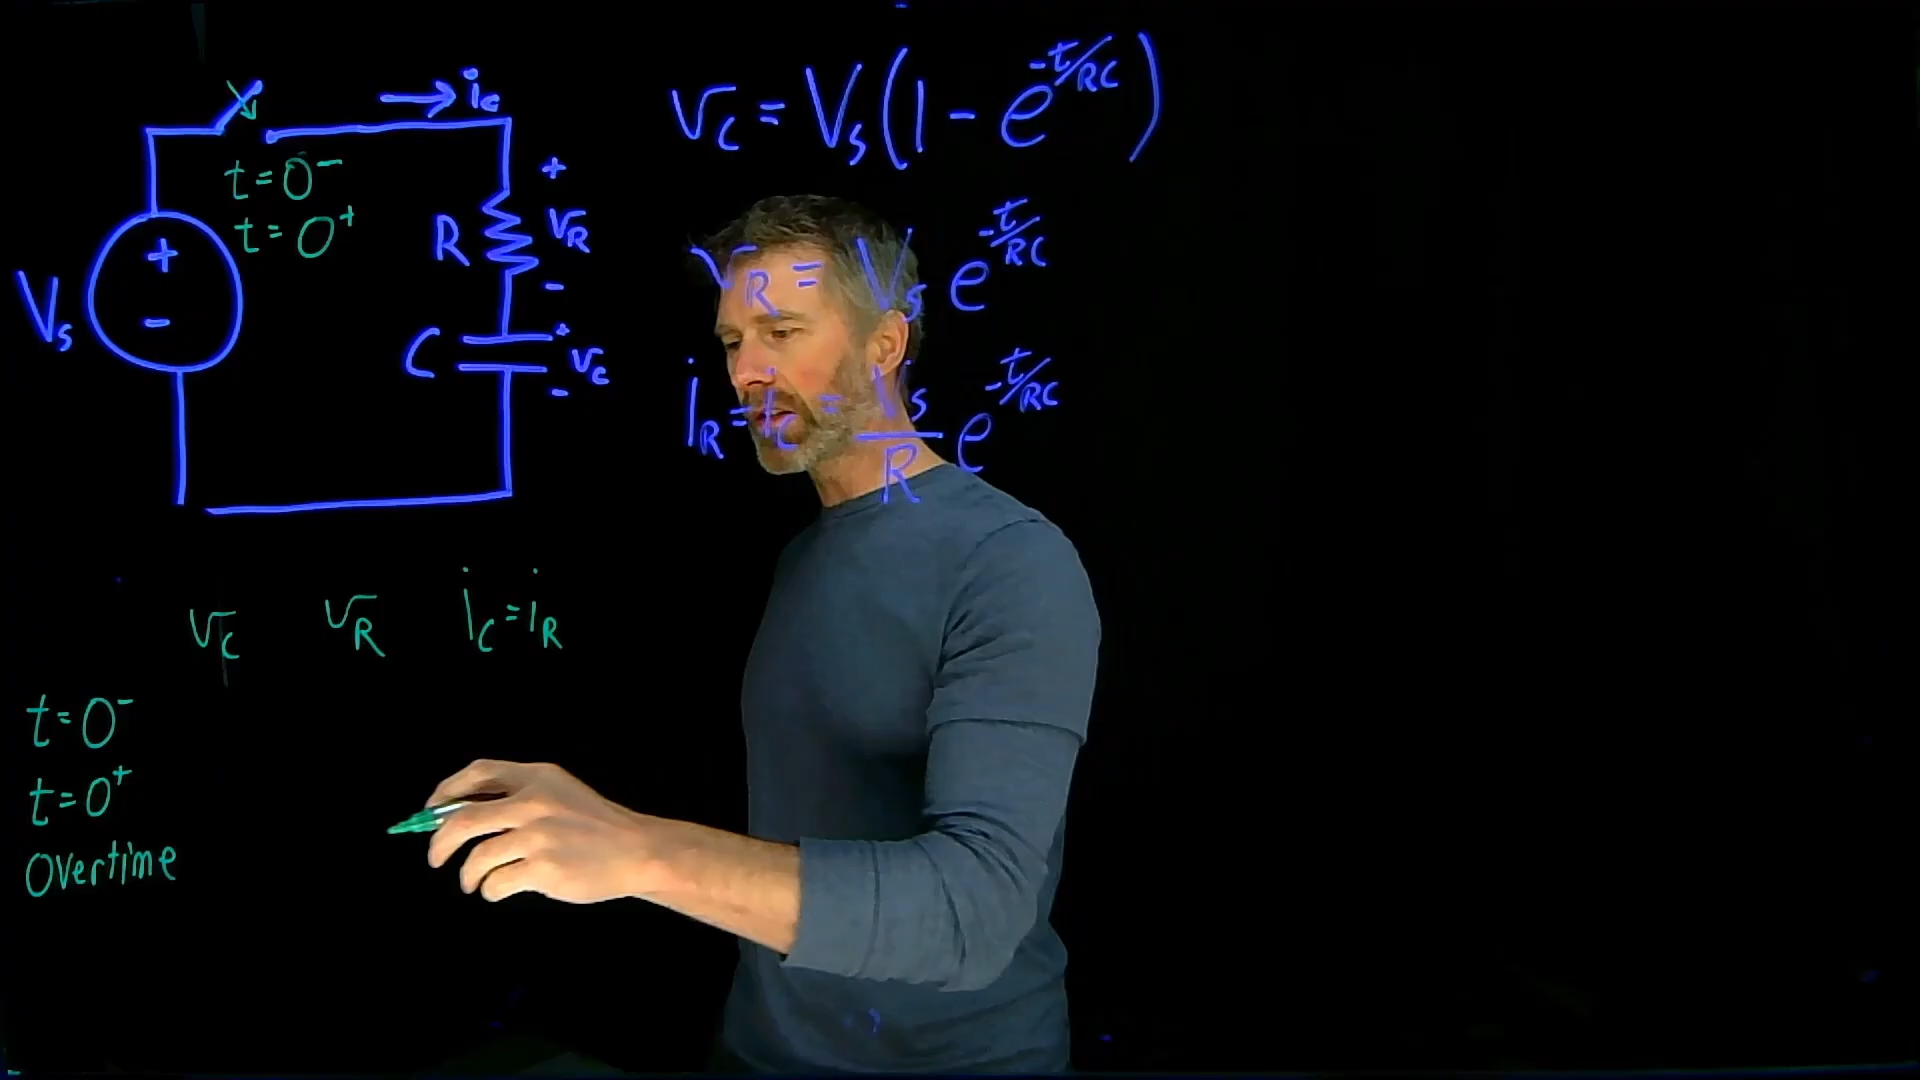 i_C
t=0⁻
t=0⁺
+
V_S
-
R
+
v_R
-
C
+
v_C
-
v_C = V_S(1 - e^(-t/RC))
v_R = V_S e^(-t/RC)
i_R = i_C = V_S/R e^(-t/RC)
v_C v_R i_C = i_R
t=0⁻
t=0⁺
Overtime